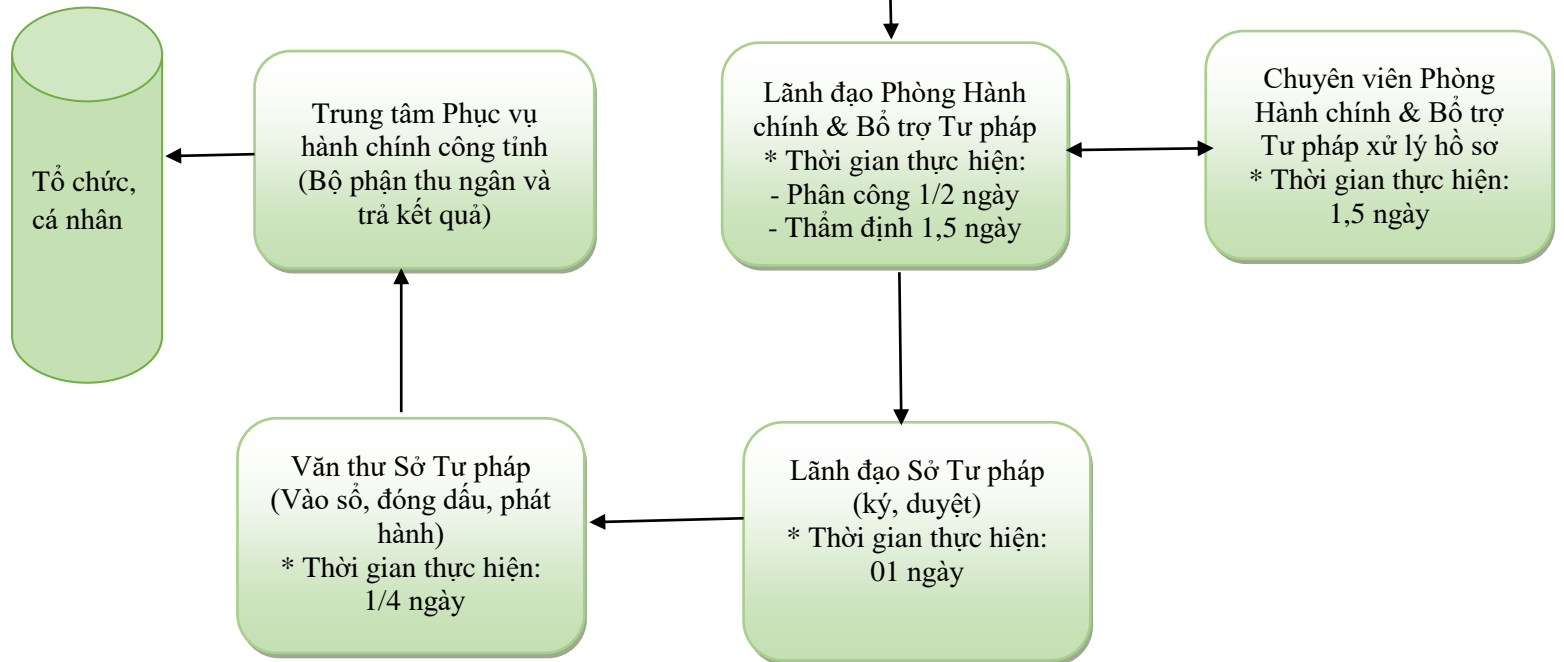 Tổ chức,
cá nhân
Trung tâm Phục vụ
hành chính công tỉnh
(Bộ phận thu ngân và
trả kết quả)
Lãnh đạo Phòng Hành
chính & Bổ trợ Tư pháp
* Thời gian thực hiện:
- Phân công 1/2 ngày
- Thẩm định 1,5 ngày
Chuyên viên Phòng
Hành chính & Bổ trợ
Tư pháp xử lý hồ sơ
* Thời gian thực hiện:
1,5 ngày
Văn thư Sở Tư pháp
(Vào sổ, đóng dấu, phát
hành)
* Thời gian thực hiện:
1/4 ngày
Lãnh đạo Sở Tư pháp
(ký, duyệt)
* Thời gian thực hiện:
01 ngày